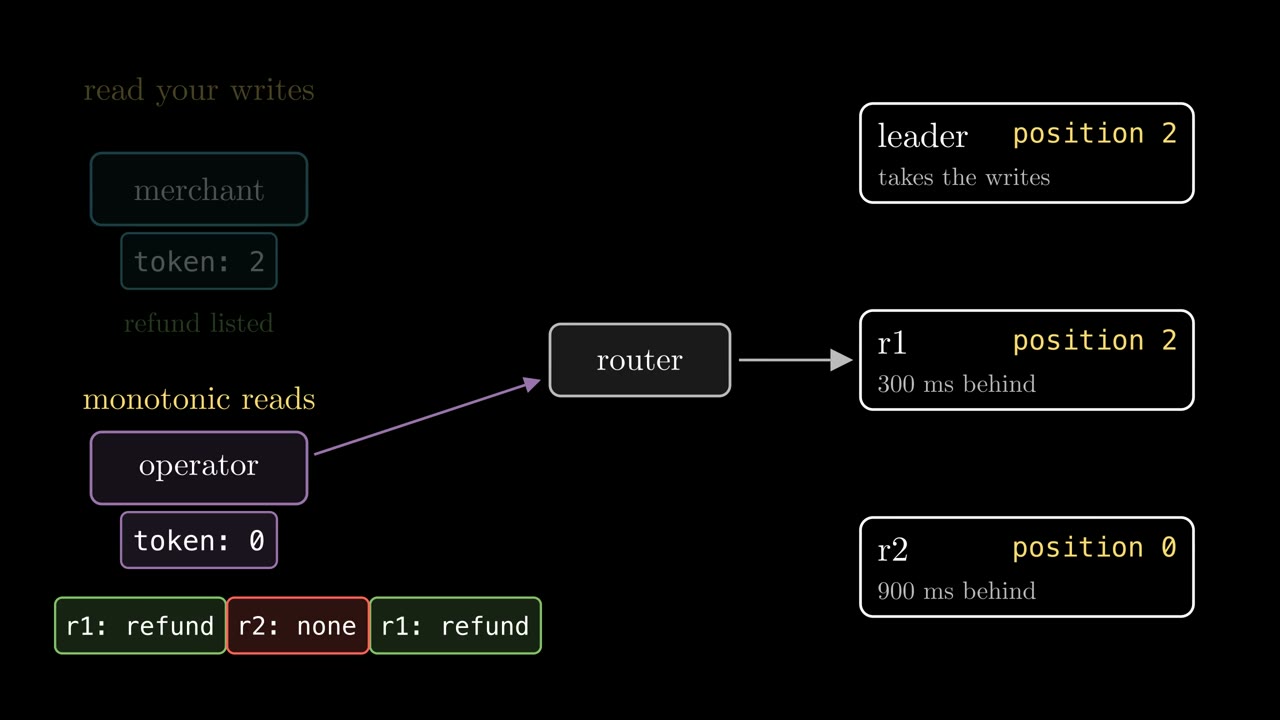 read your writes
merchant
token: 2
refund listed
monotonic reads
operator
token: 0
r1: refund r2: none r1: refund
router
leader position 2
takes the writes
r1 position 2
300 ms behind
r2 position 0
900 ms behind